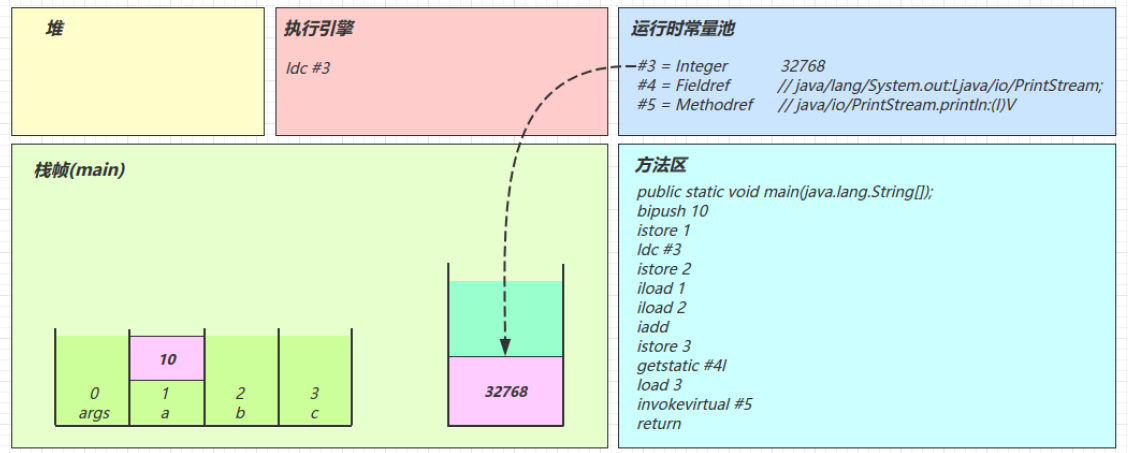 堆
执行引擎
ldc #3
运行时常量池
#3 = Integer 32768
#4 = Fieldref // java/lang/System.out:Ljava/io/PrintStream;
#5 = Methodref // java/io/PrintStream.println:(I)V
栈帧(main)
10
0 1 2 3
args a b c
32768
方法区
public static void main(java.lang.String[]);
bipush 10
istore 1
ldc #3
istore 2
iload 1
iload 2
iadd
istore 3
getstatic #4I
load 3
invokevirtual #5
return